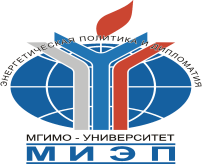 ЭНЕРГЕТИЧЕСКАЯ ПОЛИТИКА И ДИПЛОМАТИЯ
МГИМО - УНИВЕРСИТЕТ
МИЭП